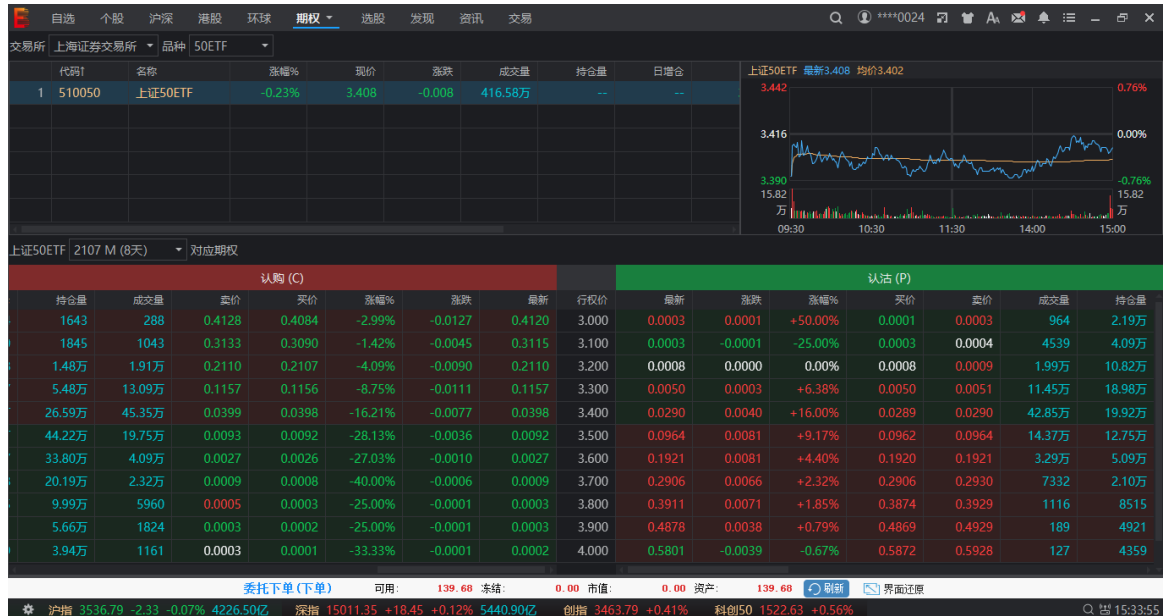 自选 个股 沪深 港股 环球 期权 选股 发现 资讯 交易 ****0024
交易所 上海证券交易所 品种 50ETF
代码↑ 名称 涨幅% 现价 涨跌 成交量 持仓量 日增仓
1 510050 上证50ETF -0.23% 3.408 -0.008 416.58万 -- --
上证50ETF 最新3.408 均价3.402
3.442 0.76%
3.416 0.00%
3.390 -0.76%
15.82 15.82
万 万
09:30 10:30 11:30 14:00 15:00
上证50ETF 2107 M (8天) 对应期权
认购 (C) 认沽 (P)
持仓量 成交量 卖价 买价 涨幅% 涨跌 最新 行权价 最新 涨跌 涨幅% 买价 卖价 成交量 持仓量
1643 288 0.4128 0.4084 -2.99% -0.0127 0.4120 3.000 0.0003 0.0001 +50.00% 0.0001 0.0003 964 2.19万
1845 1043 0.3133 0.3090 -1.42% -0.0045 0.3115 3.100 0.0003 -0.0001 -25.00% 0.0003 0.0004 4539 4.09万
1.48万 1.91万 0.2110 0.2107 -4.09% -0.0090 0.2110 3.200 0.0008 0.0000 0.00% 0.0008 0.0009 1.99万 10.82万
5.48万 13.09万 0.1157 0.1156 -8.75% -0.0111 0.1157 3.300 0.0050 0.0003 +6.38% 0.0050 0.0051 11.45万 18.98万
26.59万 45.35万 0.0399 0.0398 -16.21% -0.0077 0.0398 3.400 0.0290 0.0040 +16.00% 0.0289 0.0290 42.85万 19.92万
44.22万 19.75万 0.0093 0.0092 -28.13% -0.0036 0.0092 3.500 0.0964 0.0081 +9.17% 0.0962 0.0964 14.37万 12.75万
33.80万 4.09万 0.0027 0.0026 -27.03% -0.0010 0.0027 3.600 0.1921 0.0081 +4.40% 0.1920 0.1921 3.29万 5.09万
20.19万 2.32万 0.0009 0.0008 -40.00% -0.0006 0.0009 3.700 0.2906 0.0066 +2.32% 0.2906 0.2930 7332 2.10万
9.99万 5960 0.0005 0.0003 -25.00% -0.0001 0.0003 3.800 0.3911 0.0071 +1.85% 0.3874 0.3929 1116 8515
5.66万 1824 0.0003 0.0002 -25.00% -0.0001 0.0003 3.900 0.4878 0.0038 +0.79% 0.4869 0.4929 189 4921
3.94万 1161 0.0003 0.0001 -33.33% -0.0001 0.0002 4.000 0.5801 -0.0039 -0.67% 0.5872 0.5928 127 4359
委托下单(下单) 可用: 139.68 冻结: 0.00 市值: 0.00 资产: 139.68 刷新 界面还原
沪指 3536.79 -2.33 -0.07% 4226.50亿 深指 15011.35 +18.45 +0.12% 5440.90亿 创指 3463.79 +0.41% 科创50 1522.63 +0.56% 15:33:55